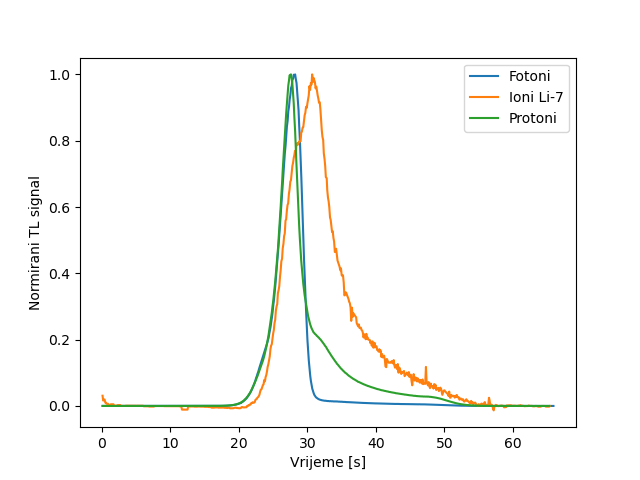 1.0
0.8
0.6
0.4
0.2
0.0
Normirani TL signal
Fotoni
Ioni Li-7
Protoni
0 10 20 30 40 50 60
Vrijeme [s]